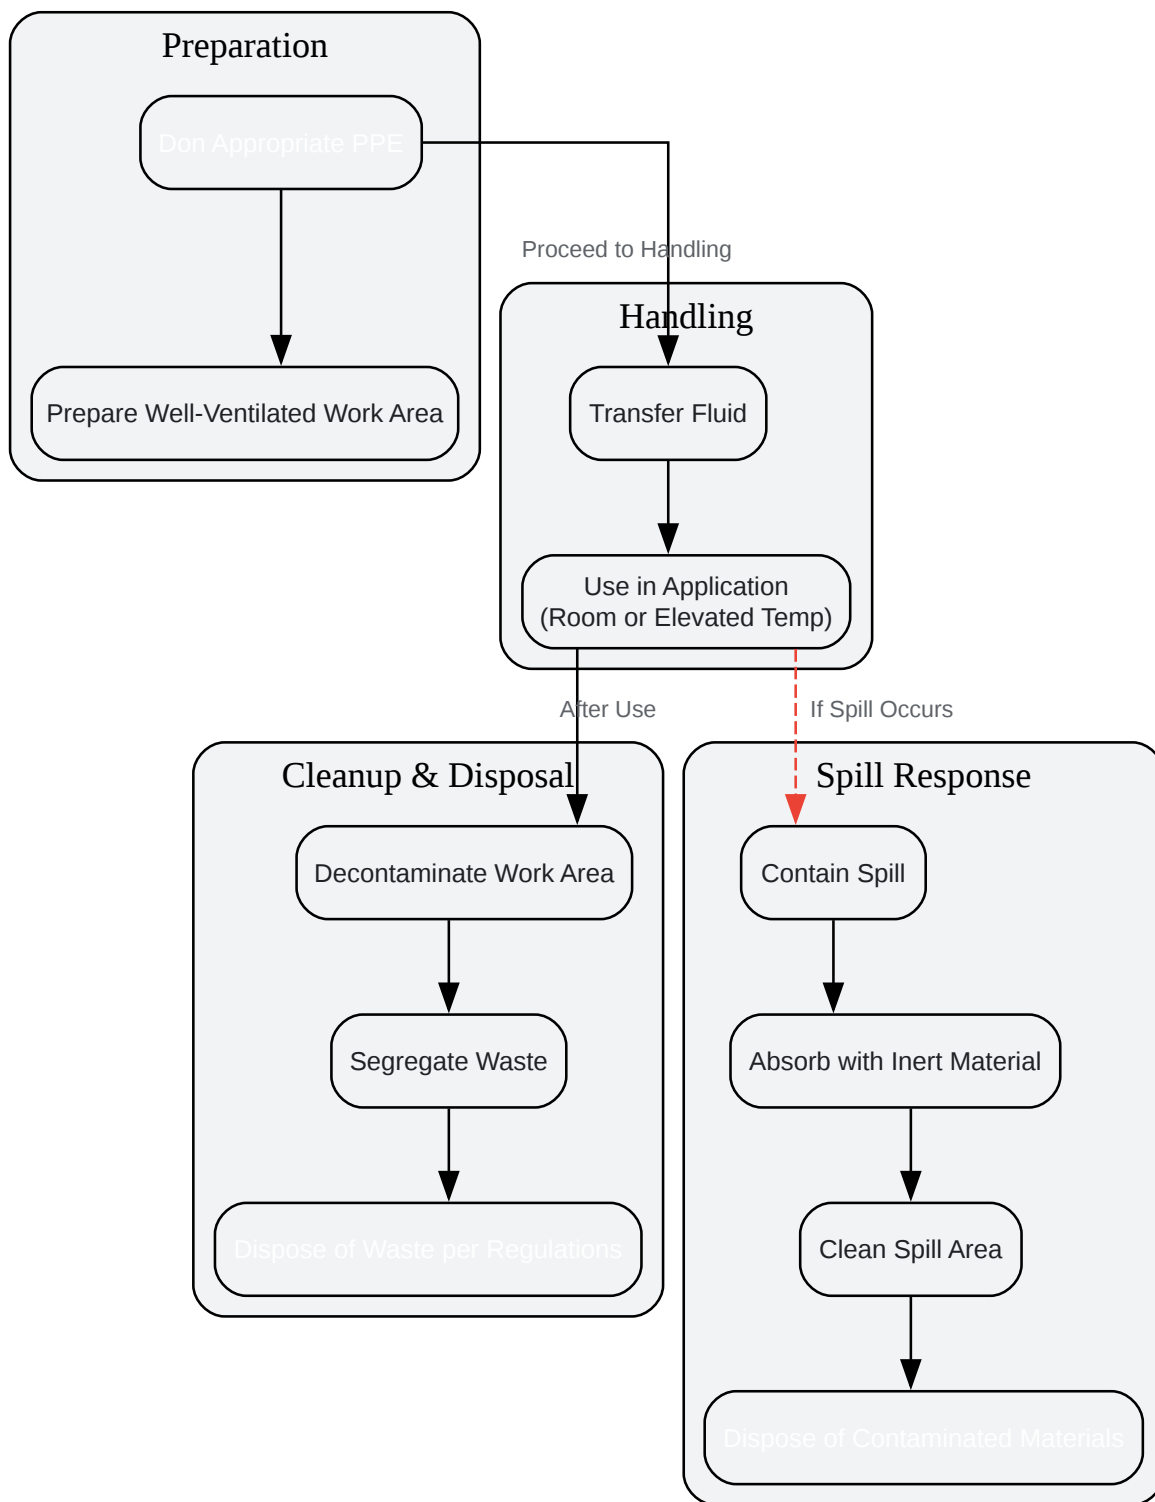 Preparation
Don Appropriate PPE
Prepare Well-Ventilated Work Area
Proceed to Handling
Handling
Transfer Fluid
Use in Application
(Room or Elevated Temp)
After Use
If Spill Occurs
Cleanup & Disposal
Decontaminate Work Area
Segregate Waste
Dispose of Waste per Regulations
Spill Response
Contain Spill
Absorb with Inert Material
Clean Spill Area
Dispose of Contaminated Materials